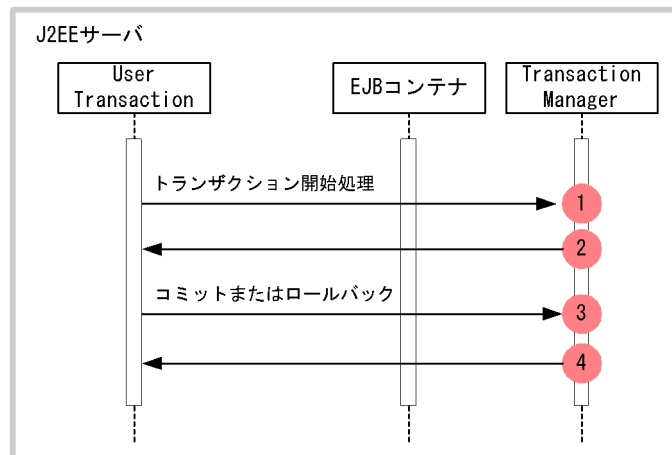 J2EEサーバ
User
Transaction
EJBコンテナ
Transaction
Manager
トランザクション開始処理
1
2
コミットまたはロールバック
3
4